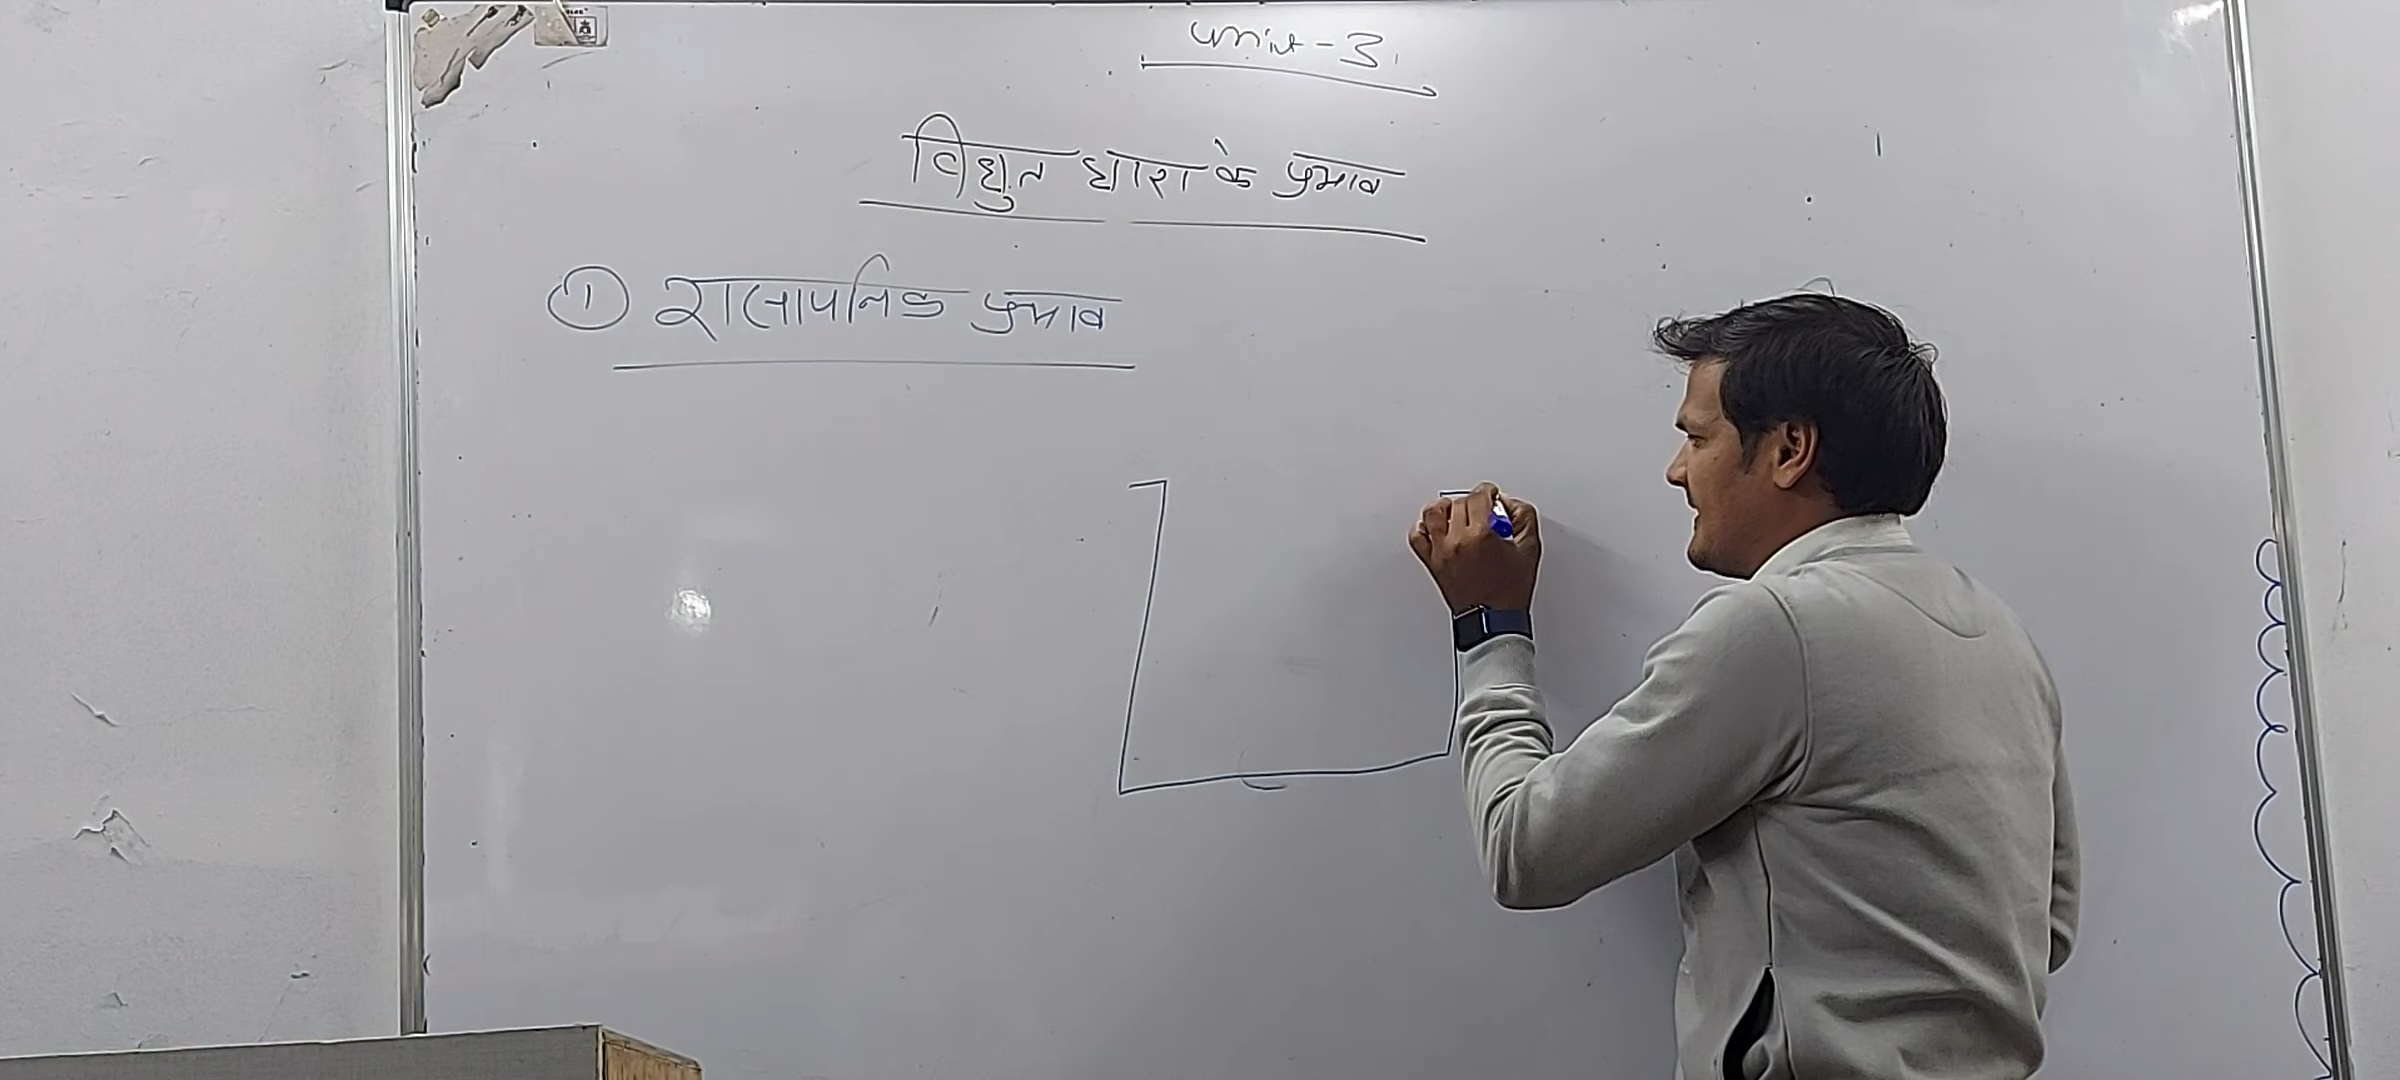 Unit-3
विद्युत धारा के प्रभाव
① रासायनिक प्रभाव